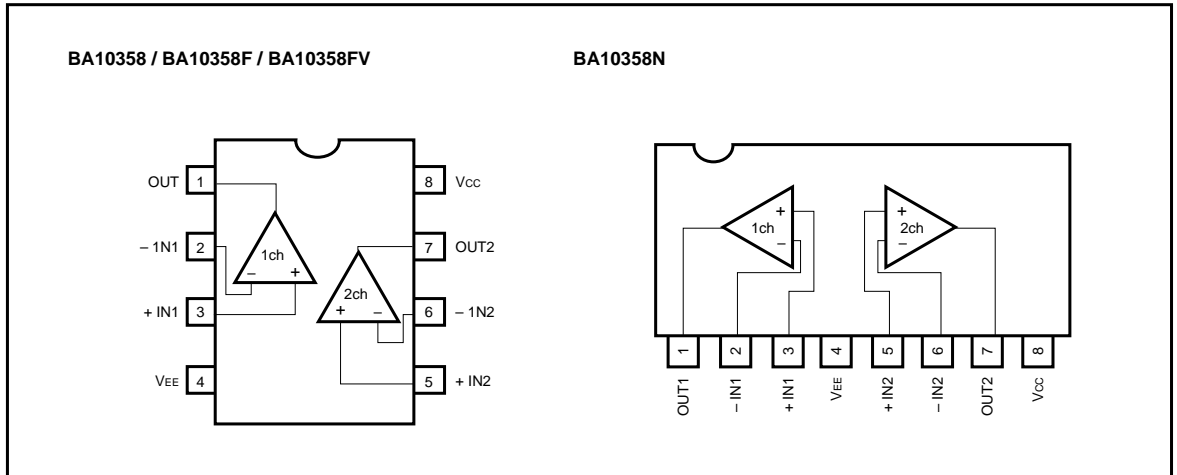 BA10358 / BA10358F / BA10358FV
OUT 1
– 1N1 2
+ IN1 3
VEE 4
8 Vcc
7 OUT2
6 – 1N2
5 + IN2
1ch
– +
2ch
+ –
BA10358N
1ch
+
–
2ch
+
–
1 2 3 4 5 6 7 8
OUT1
– IN1
+ IN1
VEE
+ IN2
– IN2
OUT2
Vcc